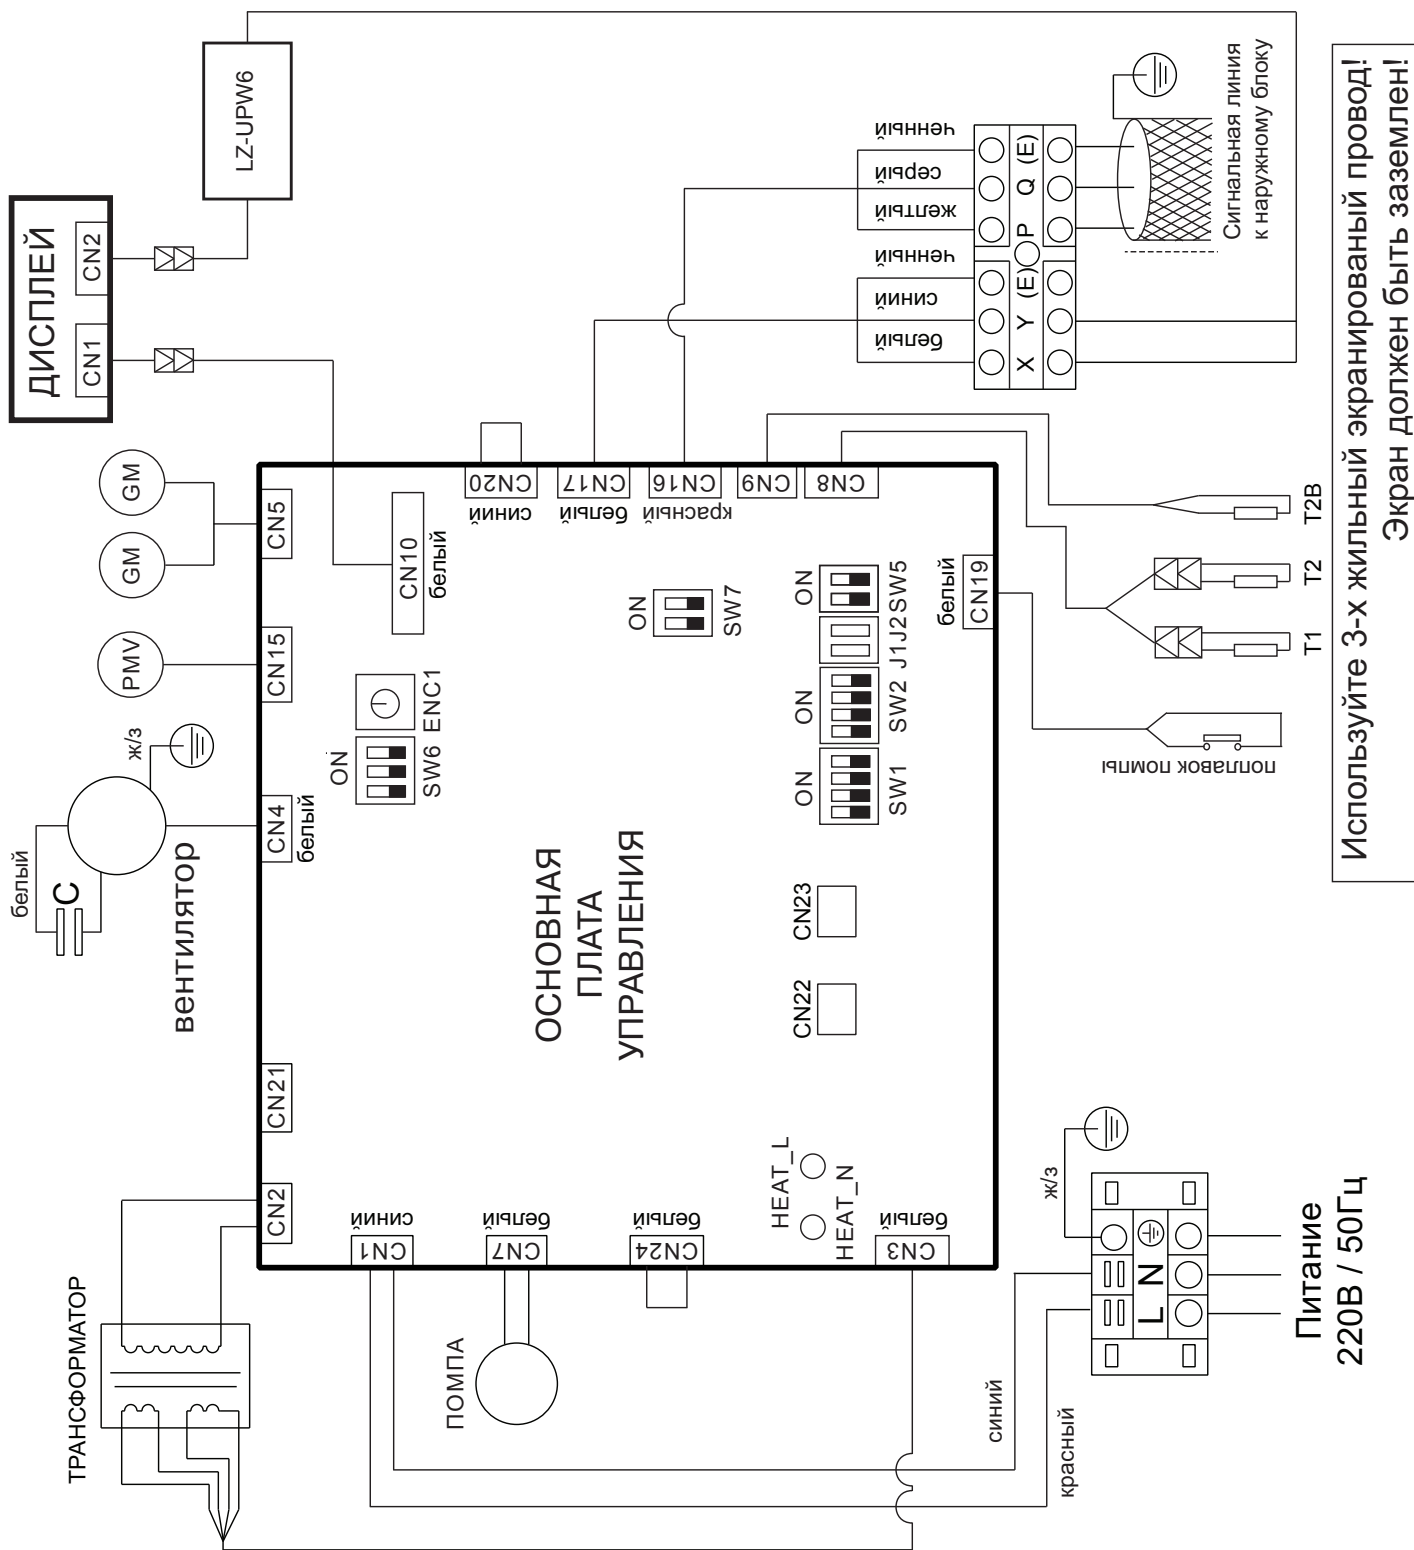 ТРАНСФОРМАТОР
белый
C
вентилятор
ж/з
PMV
GM
GM
ДИСПЛЕЙ
CN1
CN2
LZ-UPW6
CN2
CN21
CN4
белый
CN15
CN5
CN10
белый
ON
SW6
ENC1
CN1
синий
CN7
белый
ПОМПА
CN24
белый
HEAT_L
HEAT_N
CN3
белый
ОСНОВНАЯ
ПЛАТА
УПРАВЛЕНИЯ
CN22
CN23
ON
SW7
ON
SW1
ON
SW2
J1J2
ON
SW5
CN20
синий
CN17
белый
CN16
красный
CN9
CN8
CN19
белый
белый
синий
ченный
желтый
серый
ченный
X Y (E) P Q (E)
Сигнальная линия
к наружному блоку
синий
красный
ж/з
L N
Питание
220В / 50Гц
поплавок помпы
T1
T2
T2B
Используйте 3-х жильный экранированый провод!
Экран должен быть заземлен!